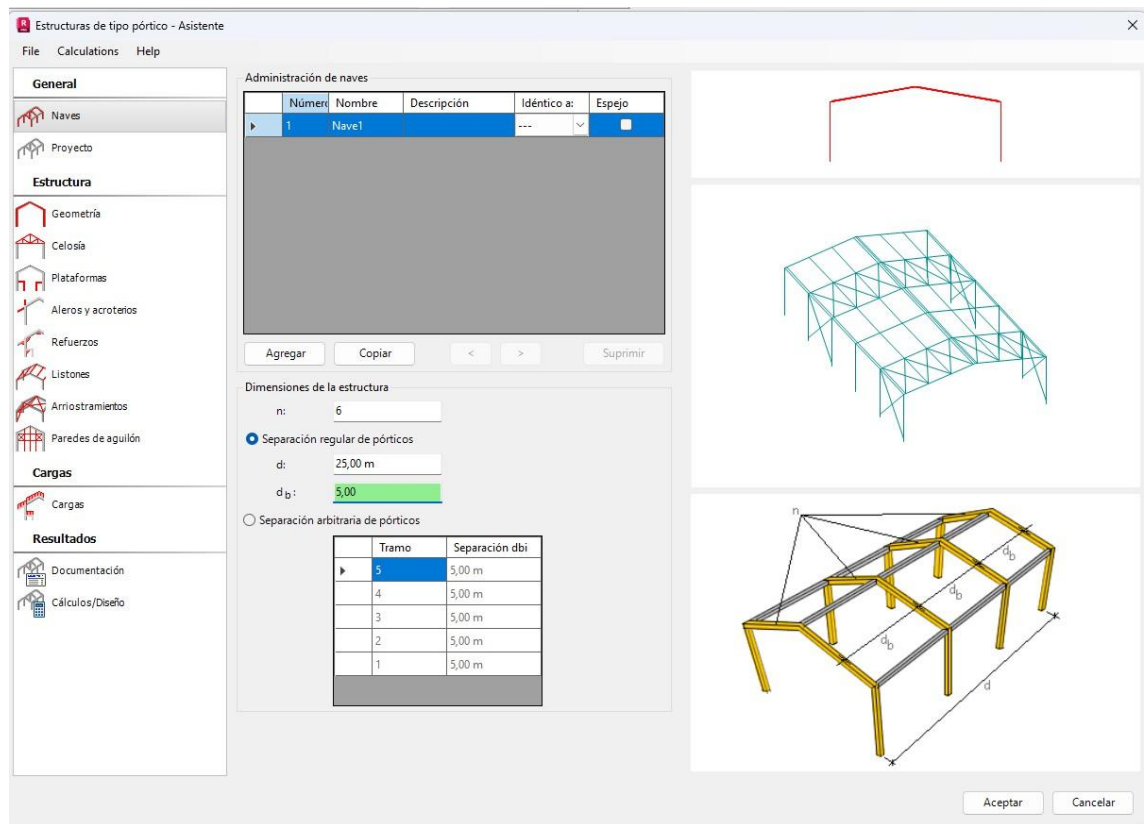 Estructuras de tipo pórtico - Asistente
File Calculations Help
General
Naves
Proyecto
Estructura
Geometría
Celosía
Plataformas
Aleros y acroterios
Refuerzos
Listones
Arriostramientos
Paredes de aguilón
Cargas
Cargas
Resultados
Documentación
Cálculos/Diseño
Administración de naves
Número Nombre Descripción Idéntico a: Espejo
1 Nave1 ---
Agregar Copiar < > Suprimir
Dimensiones de la estructura
n: 6
Separación regular de pórticos
d: 25,00 m
d b : 5,00
Separación arbitraria de pórticos
Tramo Separación dbi
5 5,00 m
4 5,00 m
3 5,00 m
2 5,00 m
1 5,00 m
n
db
db
db
d
Aceptar Cancelar